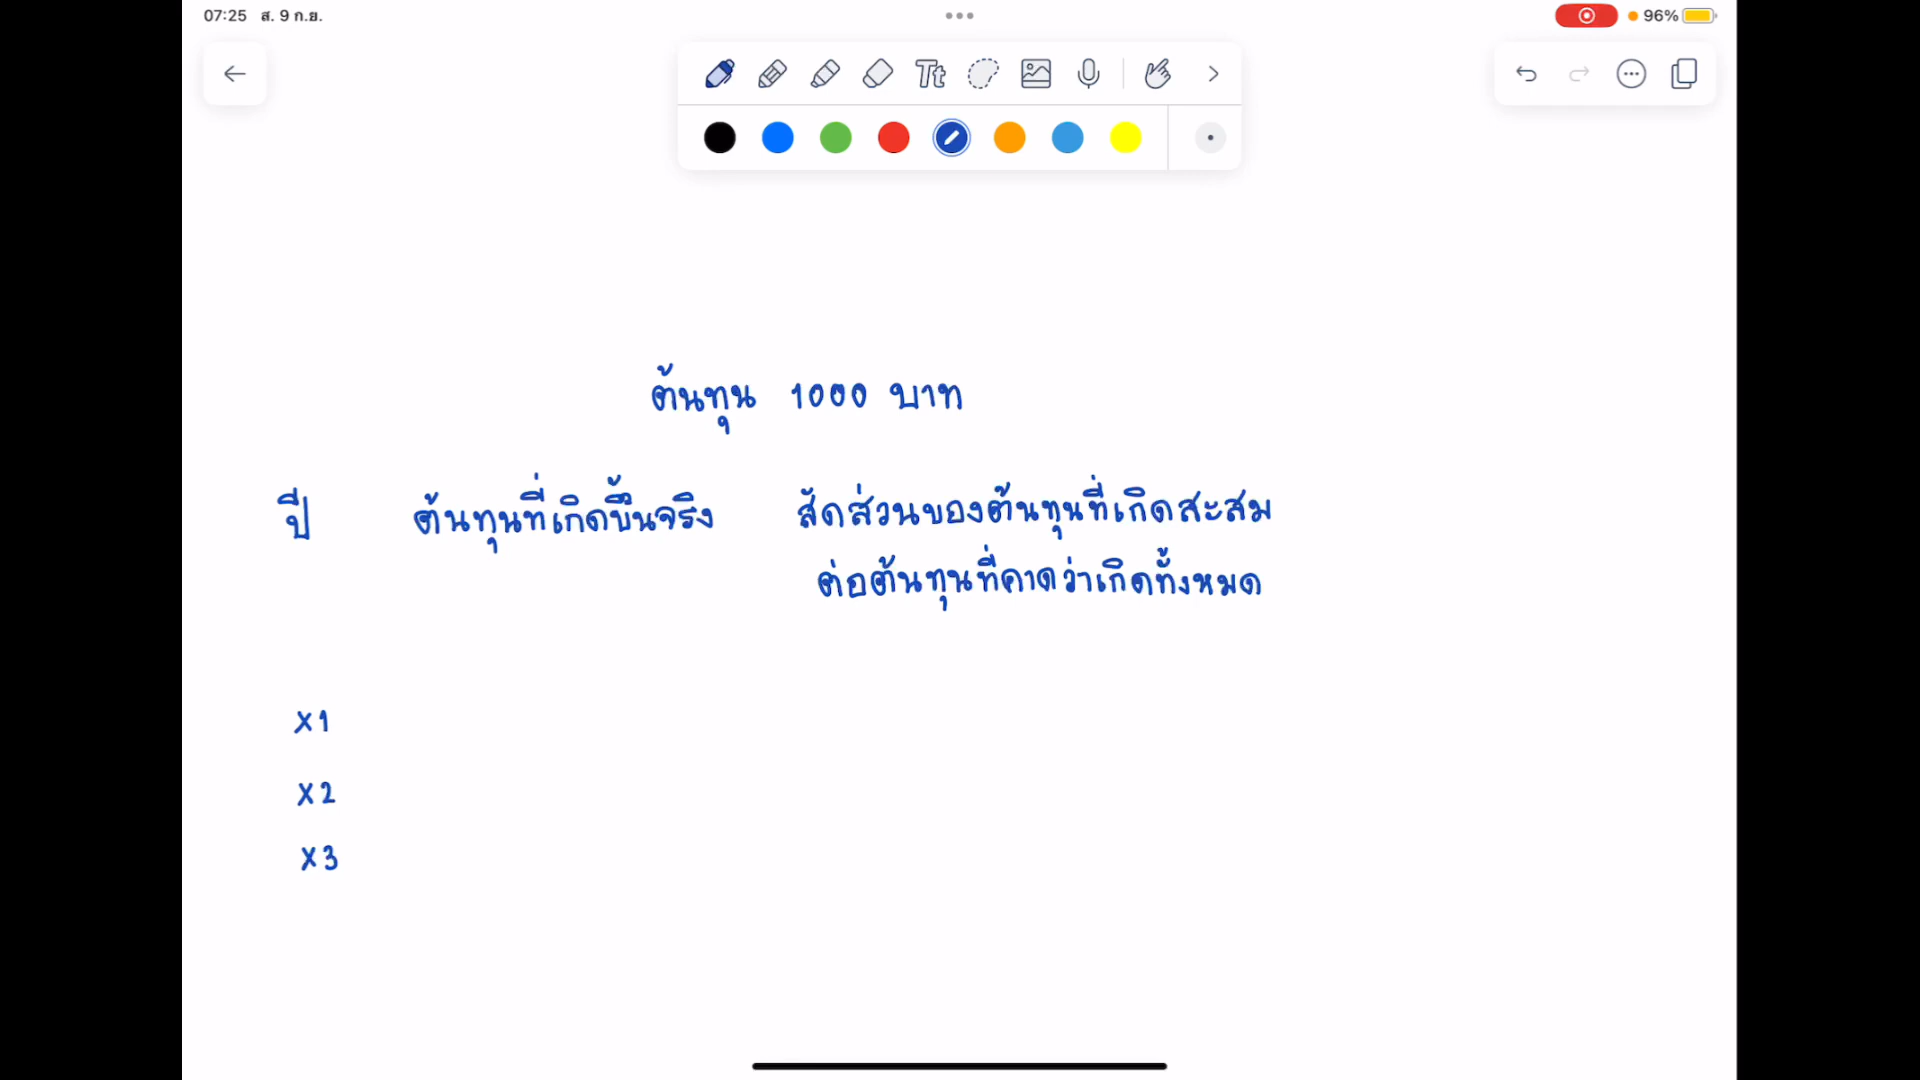 07:25 ส. 9 ก.ย. 96%
Tt
ต้นทุน 1000 บาท
ปี ต้นทุนที่เกิดขึ้นจริง สัดส่วนของต้นทุนที่เกิดสะสม
ต่อต้นทุนที่คาดว่าเกิดทั้งหมด
X1
X2
X3